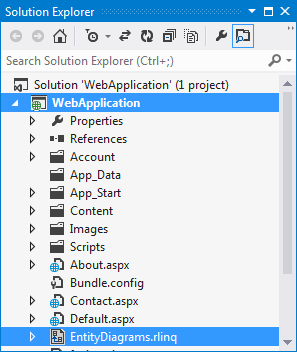 Solution Explorer
Search Solution Explorer (Ctrl+;)
Solution 'WebApplication' (1 project)
WebApplication
Properties
References
Account
App_Data
App_Start
Content
Images
Scripts
About.aspx
Bundle.config
Contact.aspx
Default.aspx
EntityDiagrams.rlinq